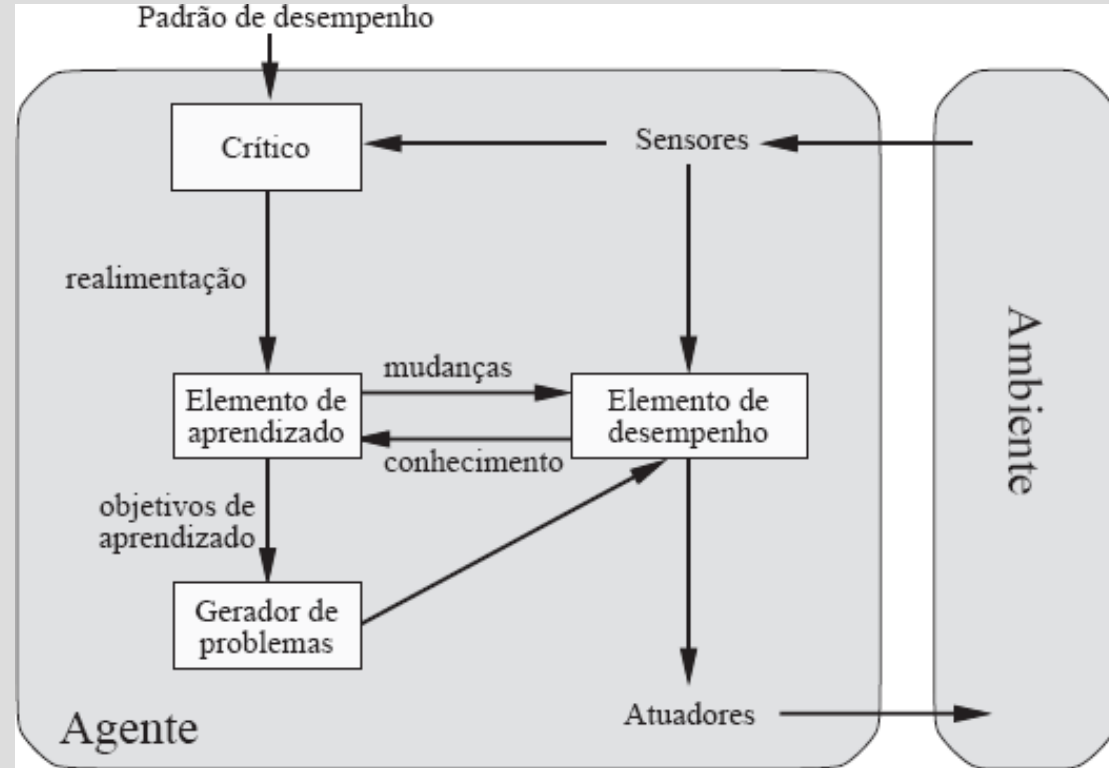 Padrão de desempenho
Crítico
Sensores
realimentação
mudanças
Elemento de
aprendizado
Elemento de
desempenho
conhecimento
objetivos de
aprendizado
Gerador de
problemas
Agente
Atuadores
Ambiente